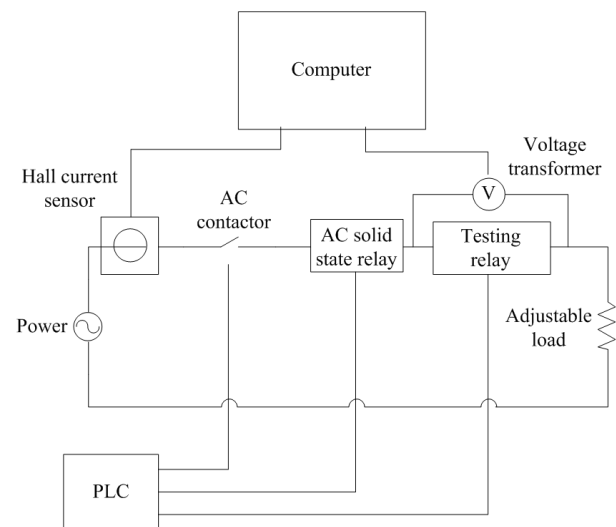 Computer
Voltage
transformer
Hall current
sensor
AC
contactor
V
AC solid
state relay
Testing
relay
Power
Adjustable
load
PLC